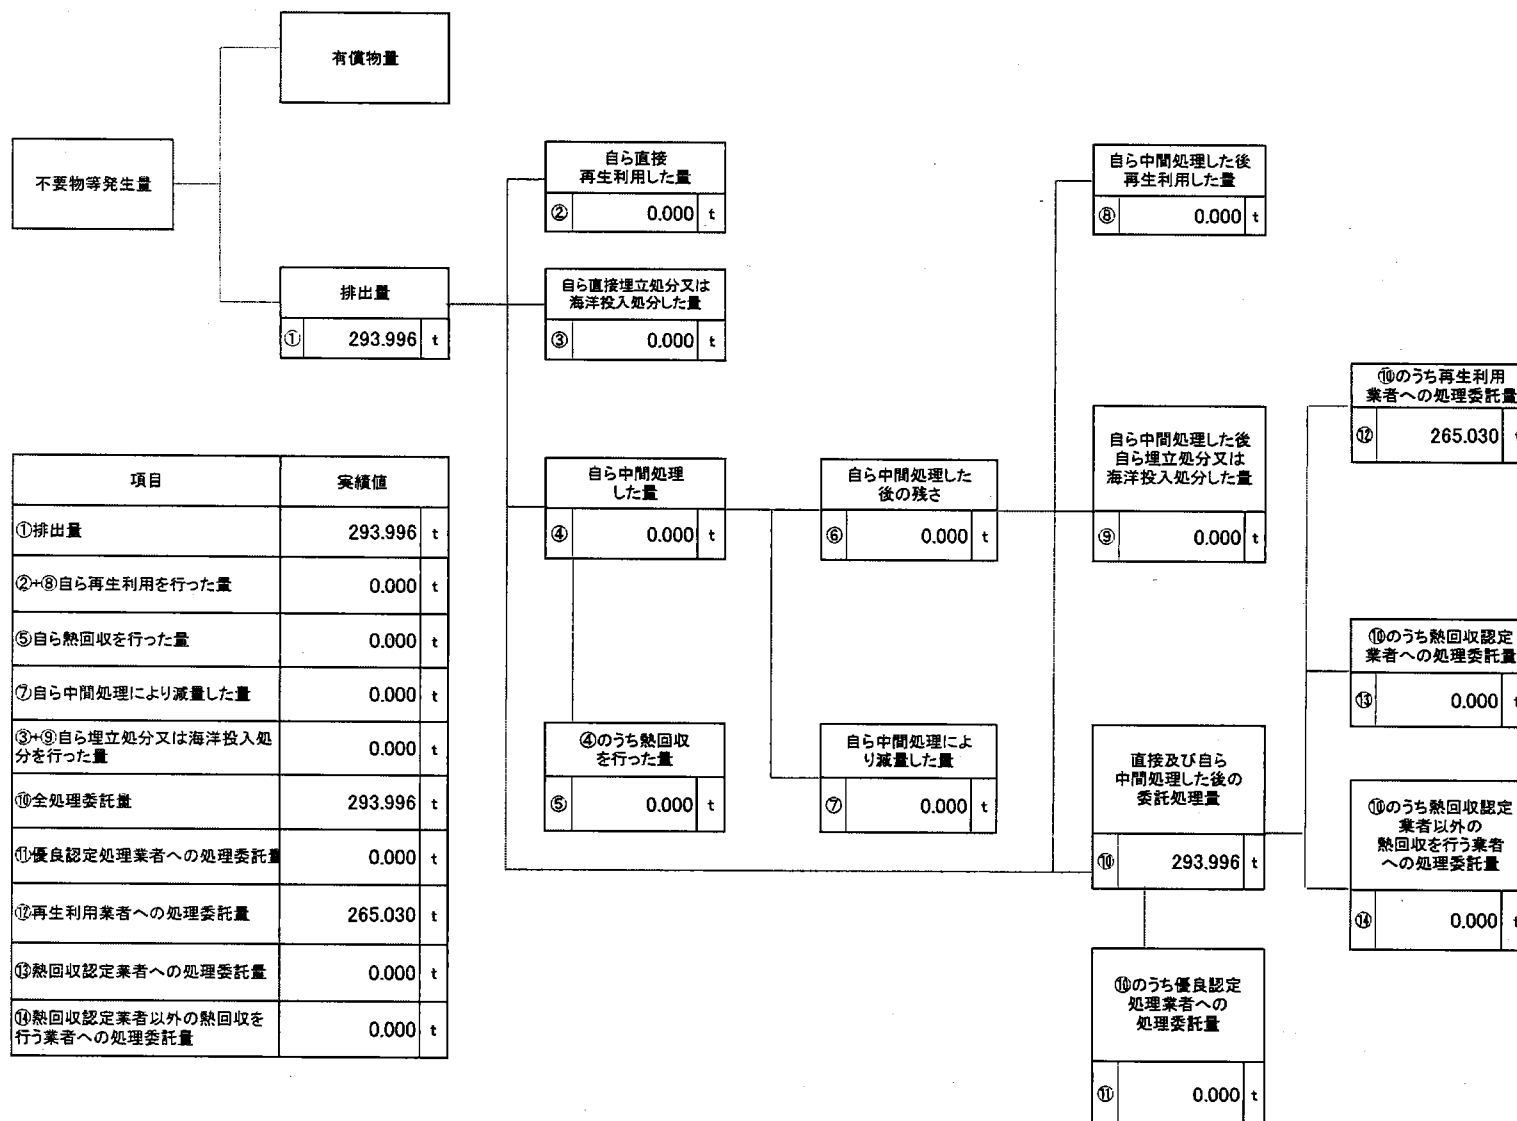 有償物量
不要物等発生量
排出量
① 293.996 t
自ら直接
再生利用した量
② 0.000 t
自ら直接埋立処分又は
海洋投入処分した量
③ 0.000 t
自ら中間処理
した量
④ 0.000 t
④のうち熱回収
を行った量
⑤ 0.000 t
自ら中間処理した
後の残さ
⑥ 0.000 t
自ら中間処理によ
り減量した量
⑦ 0.000 t
自ら中間処理した後
再生利用した量
⑧ 0.000 t
自ら中間処理した後
自ら埋立処分又は
海洋投入処分した量
⑨ 0.000 t
直接及び自ら
中間処理した後の
委託処理量
⑩ 293.996 t
⑩のうち優良認定
処理業者への
処理委託量
⑪ 0.000 t
⑩のうち再生利用
業者への処理委託量
⑫ 265.030 t
⑩のうち熱回収認定
業者への処理委託量
⑬ 0.000 t
⑩のうち熱回収認定
業者以外の
熱回収を行う業者
への処理委託量
⑭ 0.000 t
項目 実績値
①排出量 293.996 t
②+⑧自ら再生利用を行った量 0.000 t
⑤自ら熱回収を行った量 0.000 t
⑦自ら中間処理により減量した量 0.000 t
③+⑨自ら埋立処分又は海洋投入処
分を行った量 0.000 t
⑩全処理委託量 293.996 t
⑪優良認定処理業者への処理委託量 0.000 t
⑫再生利用業者への処理委託量 265.030 t
⑬熱回収認定業者への処理委託量 0.000 t
⑭熱回収認定業者以外の熱回収を
行う業者への処理委託量 0.000 t